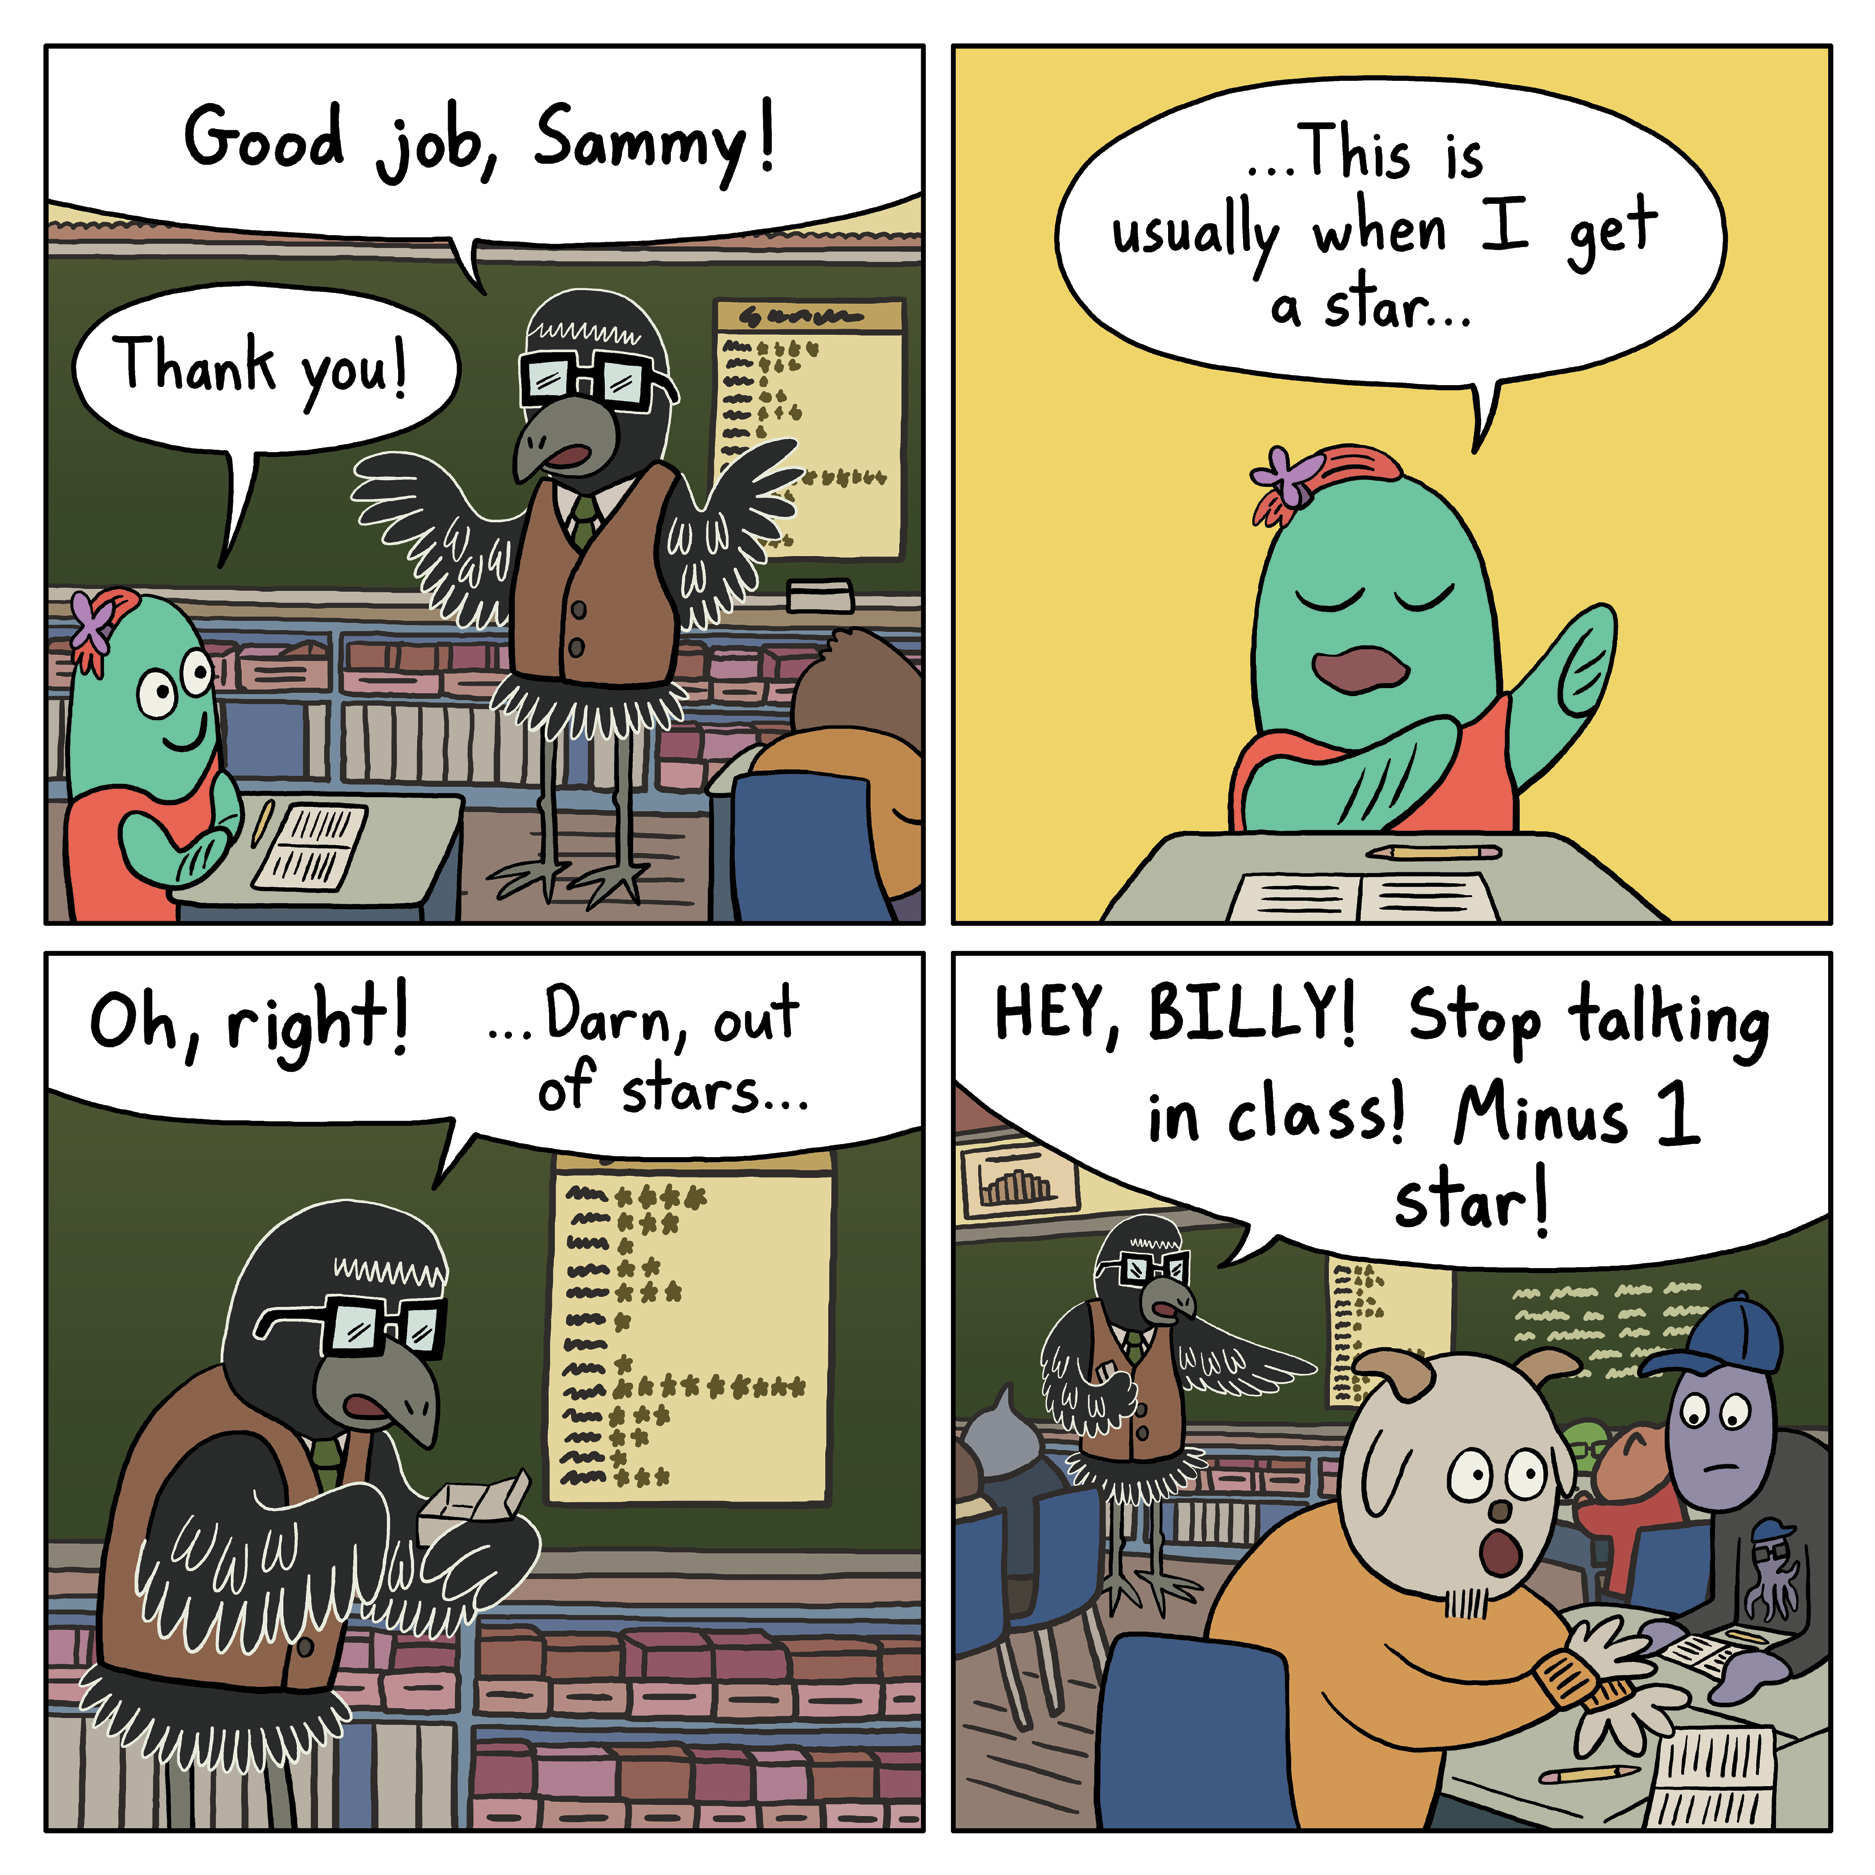 Good job, Sammy!
Thank you!
...This is
usually when I get
a star...
Oh, right!
...Darn, out
of stars...
HEY, BILLY! Stop talking
in class! Minus 1
star!